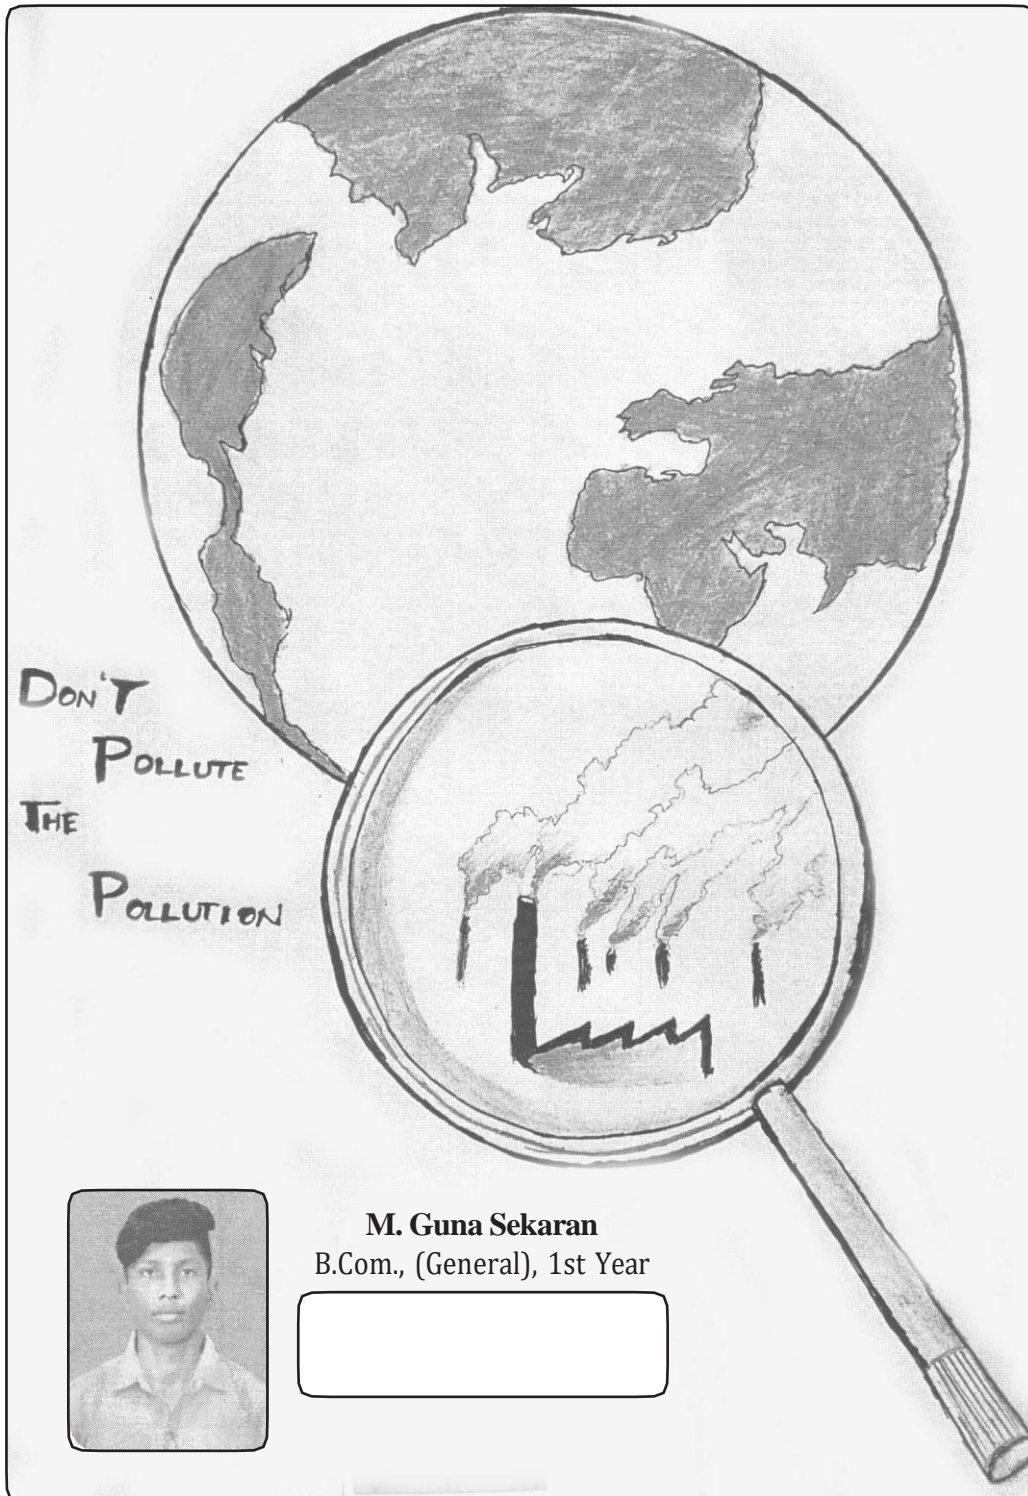 DON'T
POLLUTE
THE
POLLUTION
M. Guna Sekaran
B.Com., (General), 1st Year